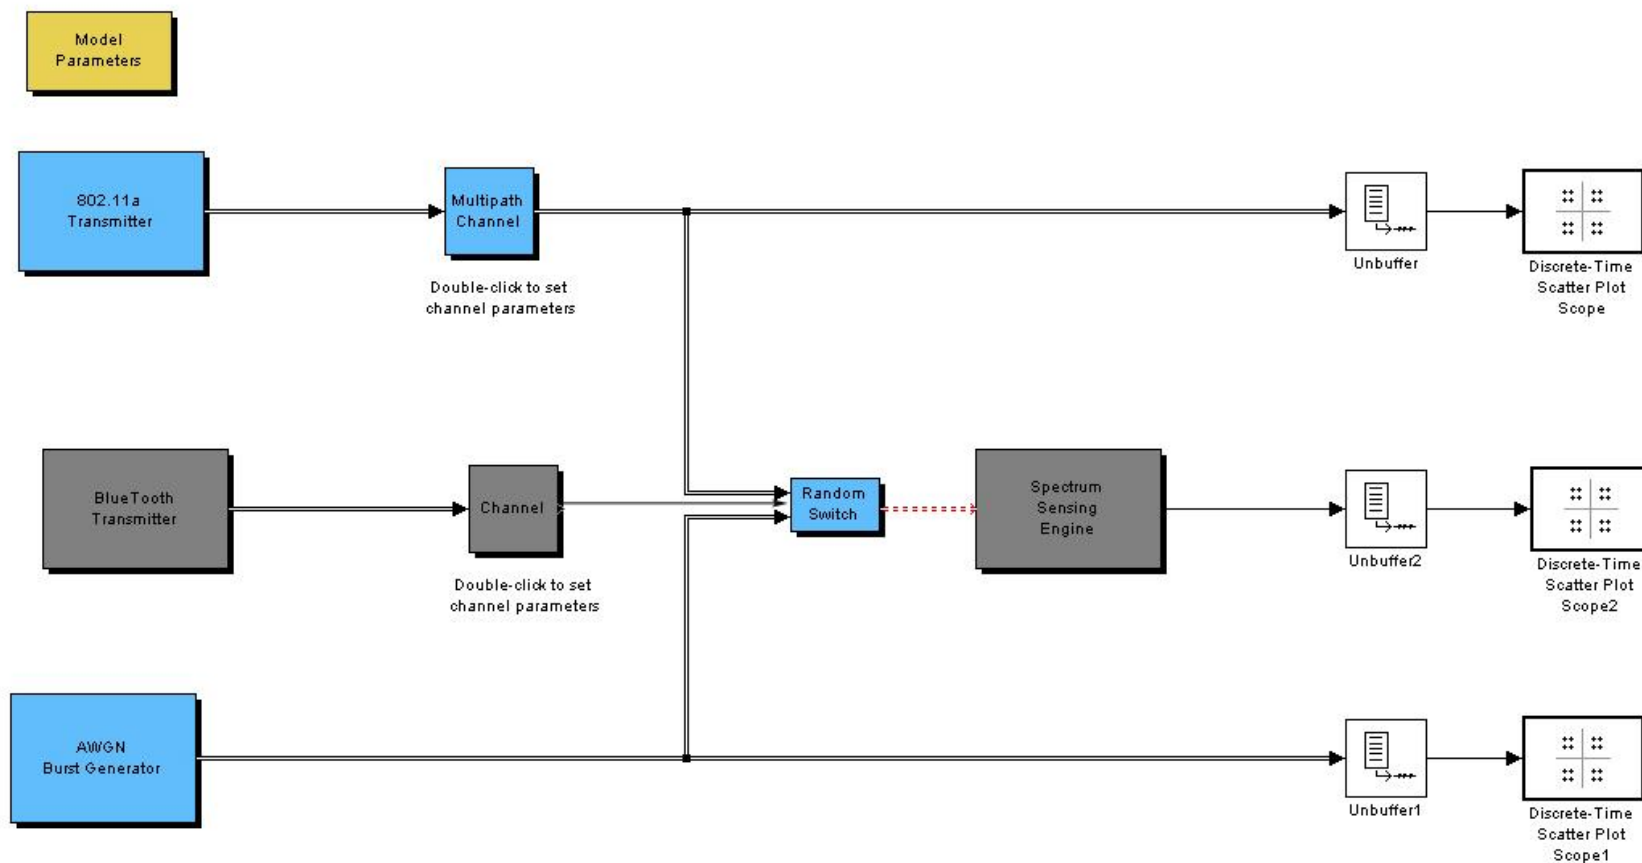 Model
Parameters
802.11a
Transmitter
Multipath
Channel
Double-click to set
channel parameters
Unbuffer
Discrete-Time
Scatter Plot
Scope
BlueTooth
Transmitter
Channel
Double-click to set
channel parameters
Random
Switch
Spectrum
Sensing
Engine
Unbuffer2
Discrete-Time
Scatter Plot
Scope2
AWGN
Burst Generator
Unbuffer1
Discrete-Time
Scatter Plot
Scope1